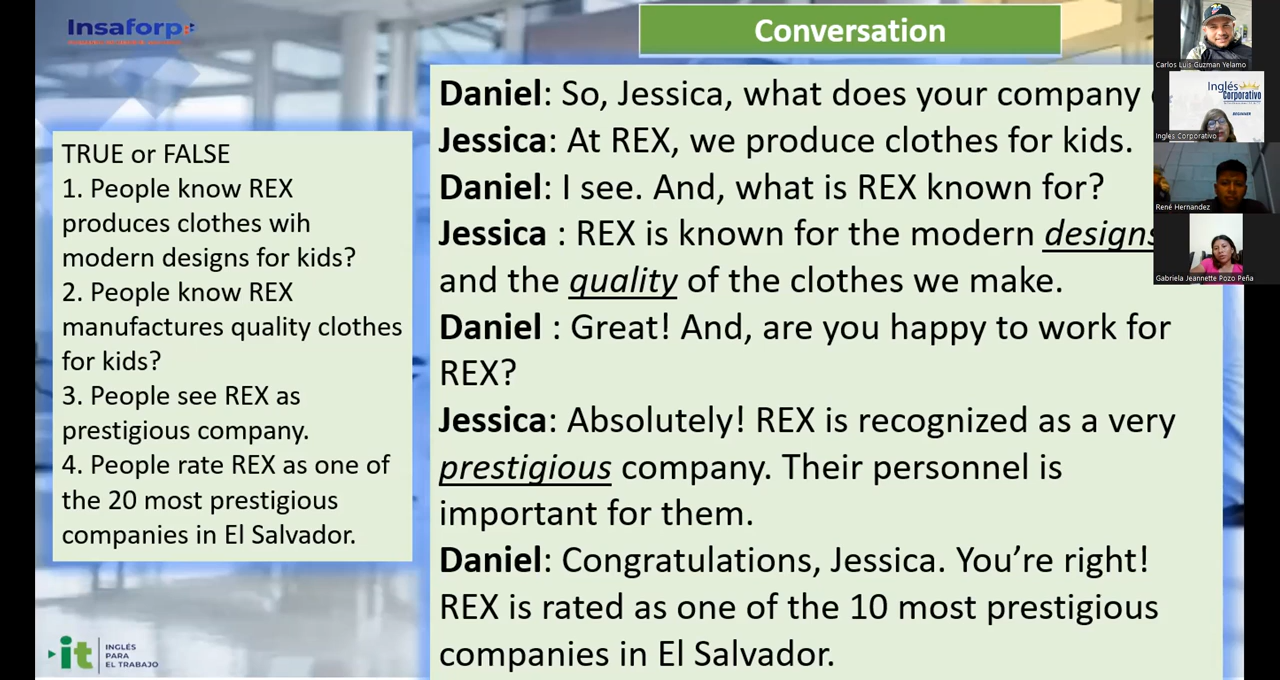 Insaforp
Conversation
TRUE or FALSE
1. People know REX
produces clothes wih
modern designs for kids?
2. People know REX
manufactures quality clothes
for kids?
3. People see REX as
prestigious company.
4. People rate REX as one of
the 20 most prestigious
companies in El Salvador.
Daniel: So, Jessica, what does your company
Jessica: At REX, we produce clothes for kids.
Daniel: I see. And, what is REX known for?
Jessica : REX is known for the modern designs
and the quality of the clothes we make.
Daniel : Great! And, are you happy to work for
REX?
Jessica: Absolutely! REX is recognized as a very
prestigious company. Their personnel is
important for them.
Daniel: Congratulations, Jessica. You’re right!
REX is rated as one of the 10 most prestigious
companies in El Salvador.
Carlos Luis Guzman Yelamo
Inglés
Corporativo
BEGINNER
Inglés Corporativo
René Hernandez
Gabriela Jeannette Pozo Peña
it
INGLÉS
PARA
EL TRABAJO